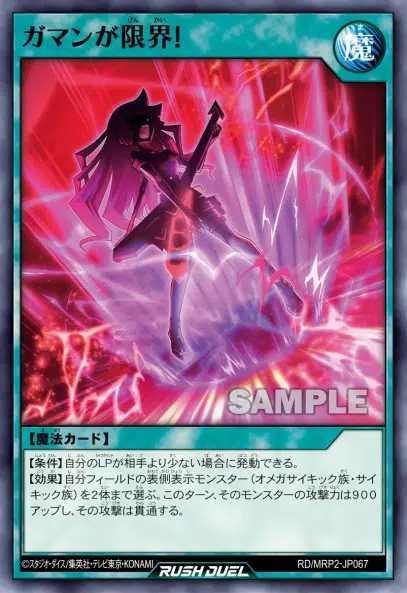 ガマンが限界!
魔
SAMPLE
【魔法カード】
【条件】自分のLPが相手より少ない場合に発動できる。
【効果】自分フィールドの表側表示モンスター(オメガサイキック族・サイ
キック族)を2体まで選ぶ。このターン、そのモンスターの攻撃力は900
アップし、その攻撃は貫通する。
©スタジオ・ダイス/集英社・テレビ東京・KONAMI
RUSH DUEL
RD/MRP2-JP067